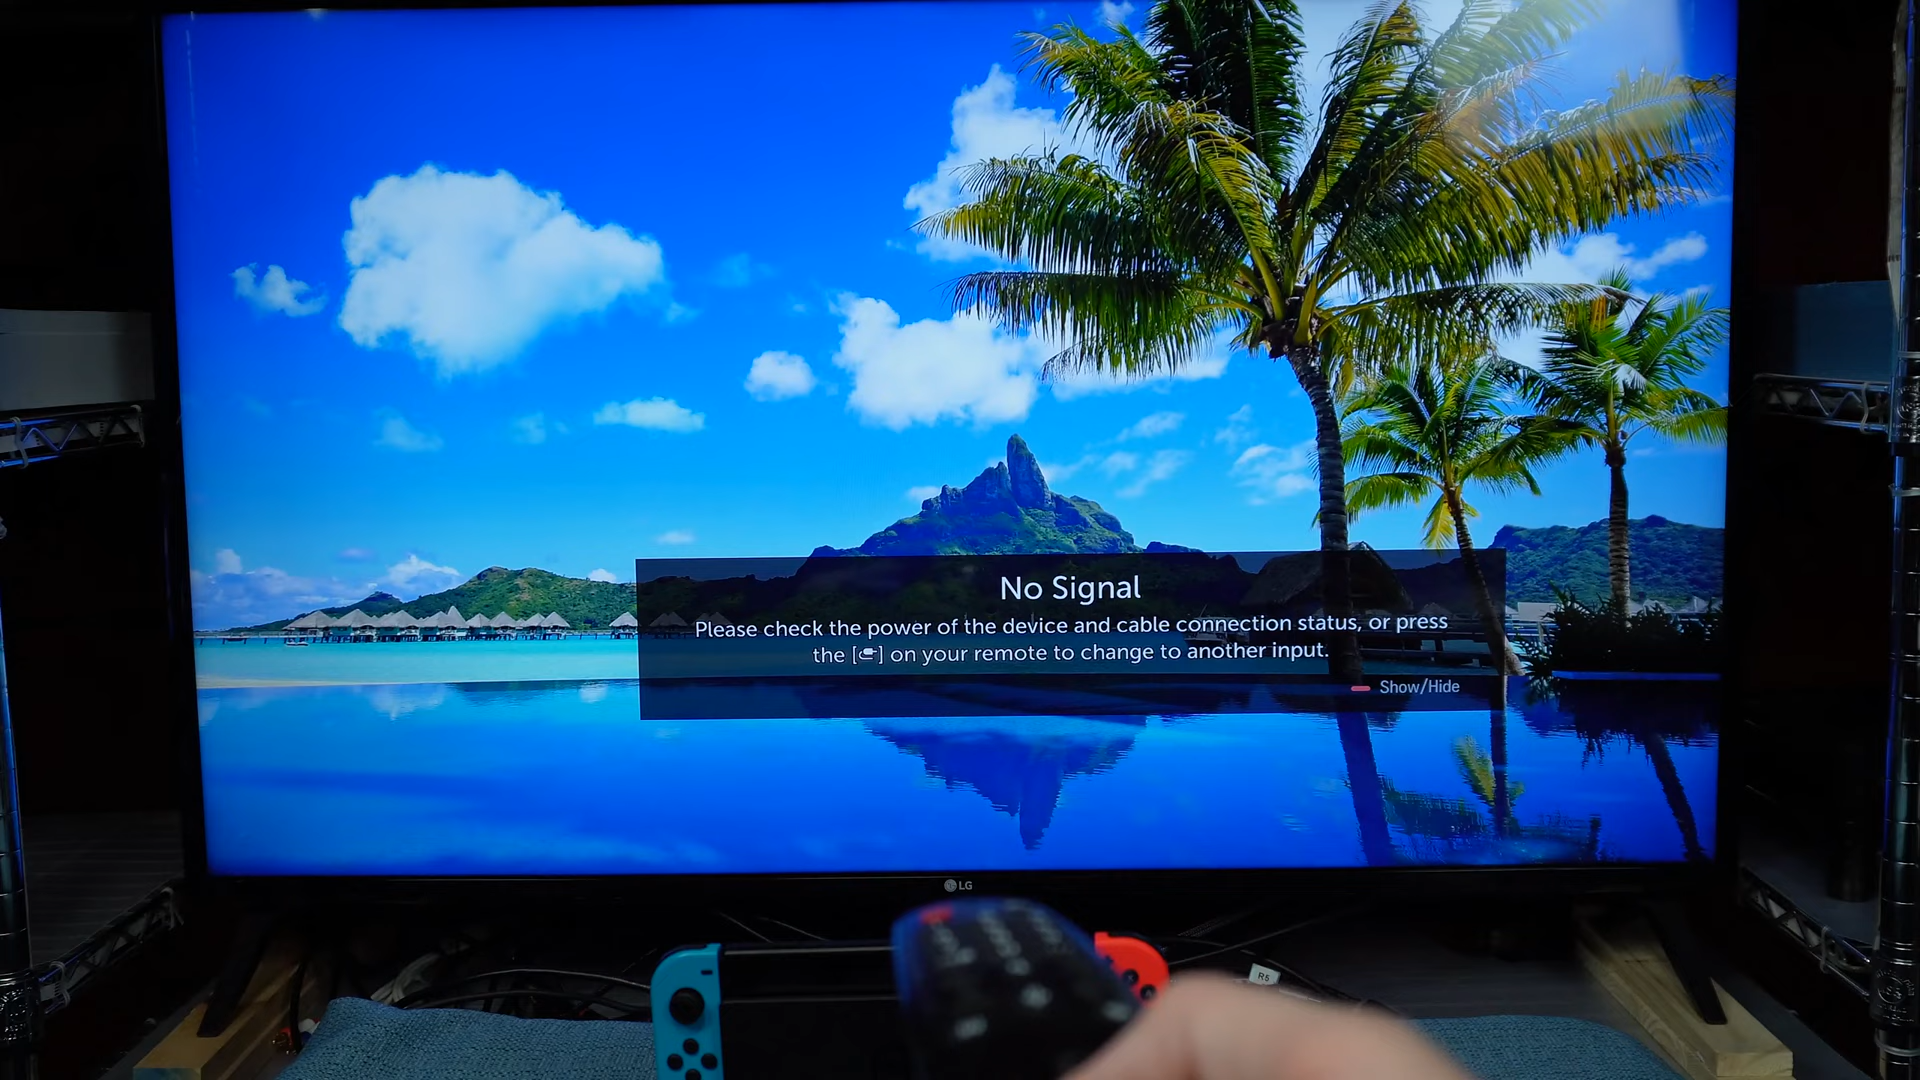 No Signal
Please check the power of the device and cable connection status, or press
the [] on your remote to change to another input.
Show/Hide
LG
R5